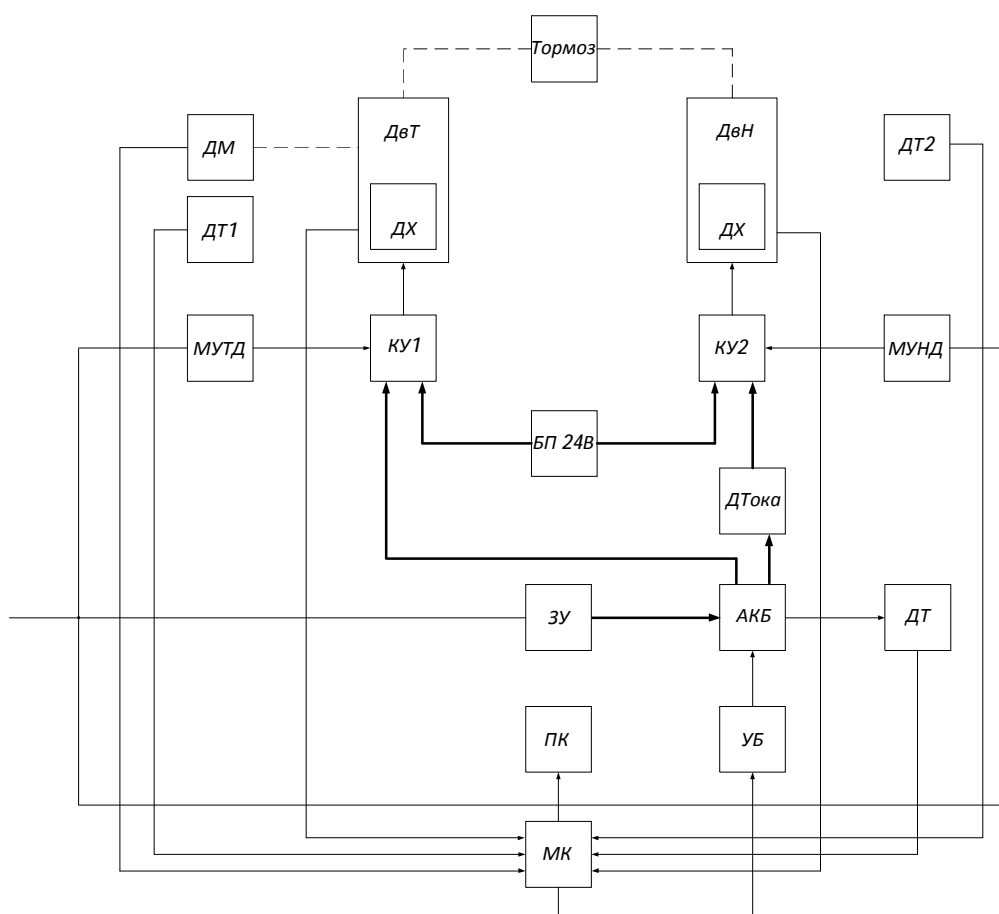 Тормоз
ДвТ
ДвН
ДМ
ДТ2
ДХ
ДХ
ДТ1
МУТД
КУ1
КУ2
МУНД
БП 24В
ДТока
ЗУ
АКБ
ДТ
ПК
УБ
МК